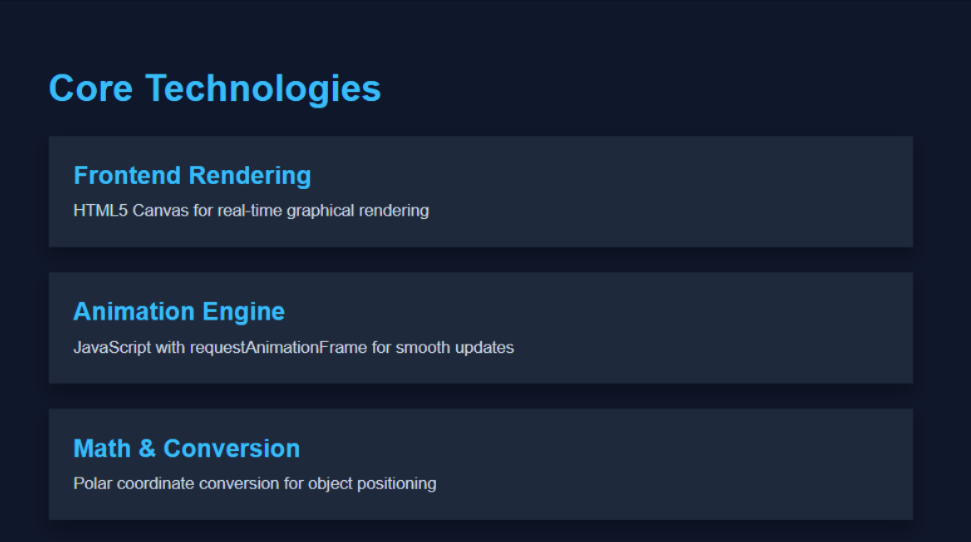 Core Technologies
Frontend Rendering
HTML5 Canvas for real-time graphical rendering
Animation Engine
JavaScript with requestAnimationFrame for smooth updates
Math & Conversion
Polar coordinate conversion for object positioning